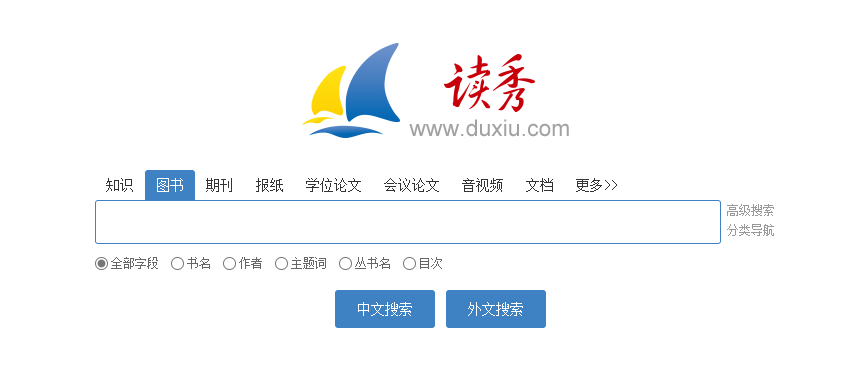 读秀
www.duxiu.com
知识 图书 期刊 报纸 学位论文 会议论文 音视频 文档 更多>>
高级搜索
分类导航
全部字段 书名 作者 主题词 丛书名 目次
中文搜索 外文搜索